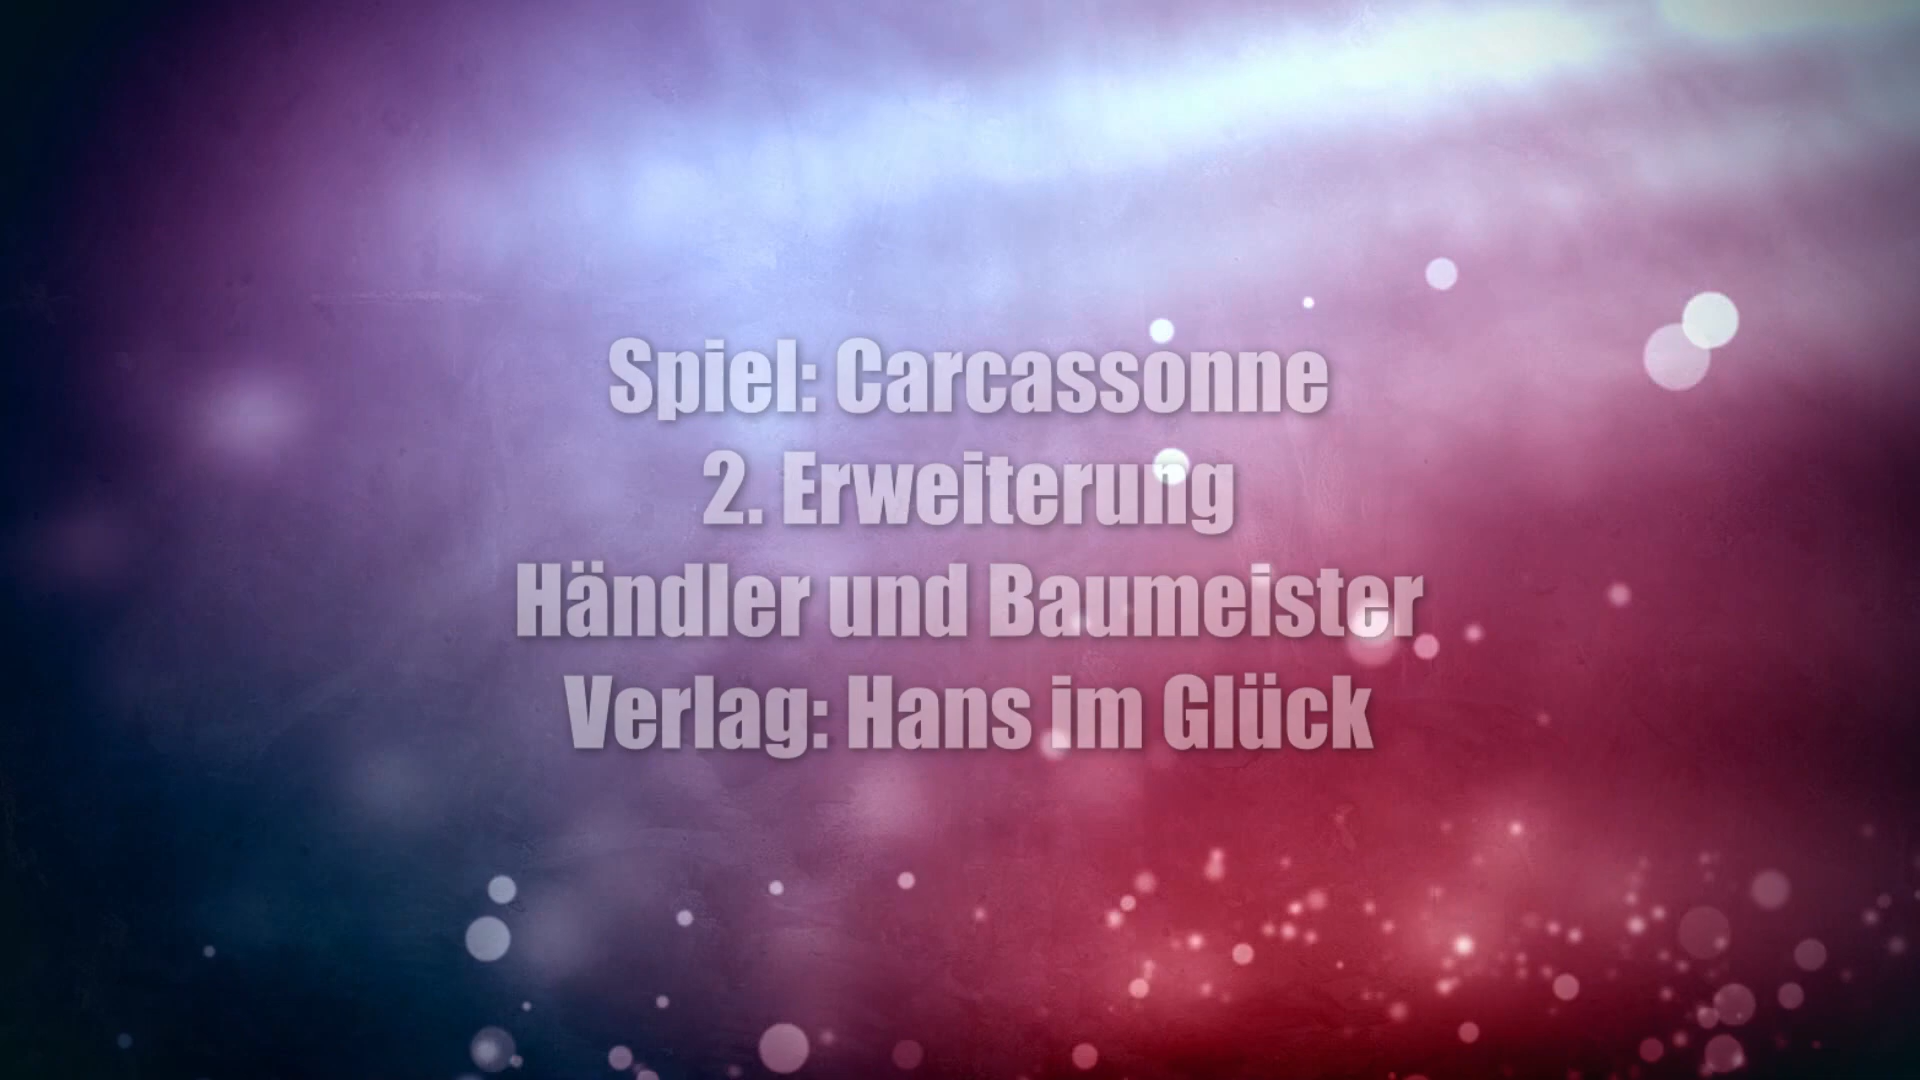 Spiel: Carcassonne
2. Erweiterung
Händler und Baumeister
Verlag: Hans im Glück